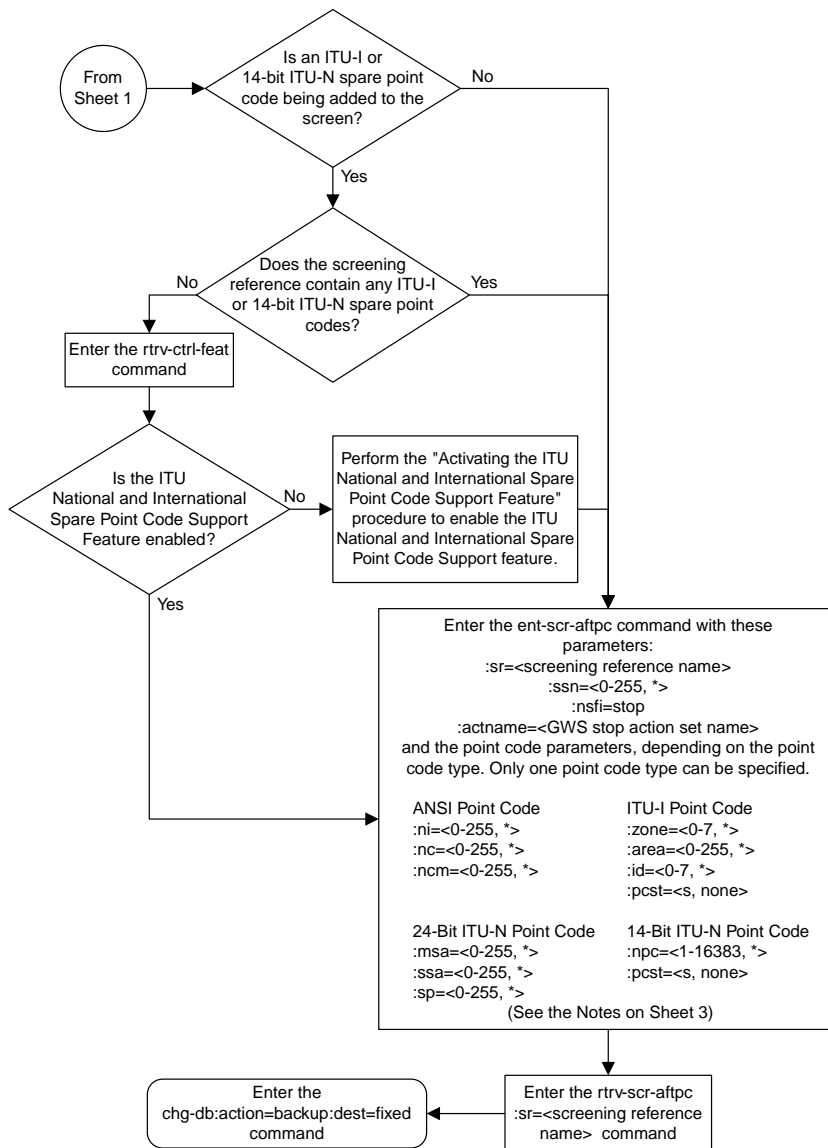 From
Sheet 1
Is an ITU-I or
14-bit ITU-N spare point
code being added to the
screen?
No
Yes
Does the screening
reference contain any ITU-I
or 14-bit ITU-N spare point
codes?
No
Yes
Enter the rtrv-ctrl-feat
command
Is the ITU
National and International
Spare Point Code Support
Feature enabled?
No
Yes
Perform the "Activating the ITU
National and International Spare
Point Code Support Feature"
procedure to enable the ITU
National and International Spare
Point Code Support feature.
Enter the ent-scr-aftpc command with these
parameters:
:sr=<screening reference name>
:ssn=<0-255, *>
:nsfi=stop
:actname=<GWS stop action set name>
and the point code parameters, depending on the point
code type. Only one point code type can be specified.
ANSI Point Code
:ni=<0-255, *>
:nc=<0-255, *>
:ncm=<0-255, *>
ITU-I Point Code
:zone=<0-7, *>
:area=<0-255, *>
:id=<0-7, *>
:pcst=<s, none>
24-Bit ITU-N Point Code
:msa=<0-255, *>
:ssa=<0-255, *>
:sp=<0-255, *>
14-Bit ITU-N Point Code
:npc=<1-16383, *>
:pcst=<s, none>
(See the Notes on Sheet 3)
Enter the rtrv-scr-aftpc
:sr=<screening reference
name> command
Enter the
chg-db:action=backup:dest=fixed
command